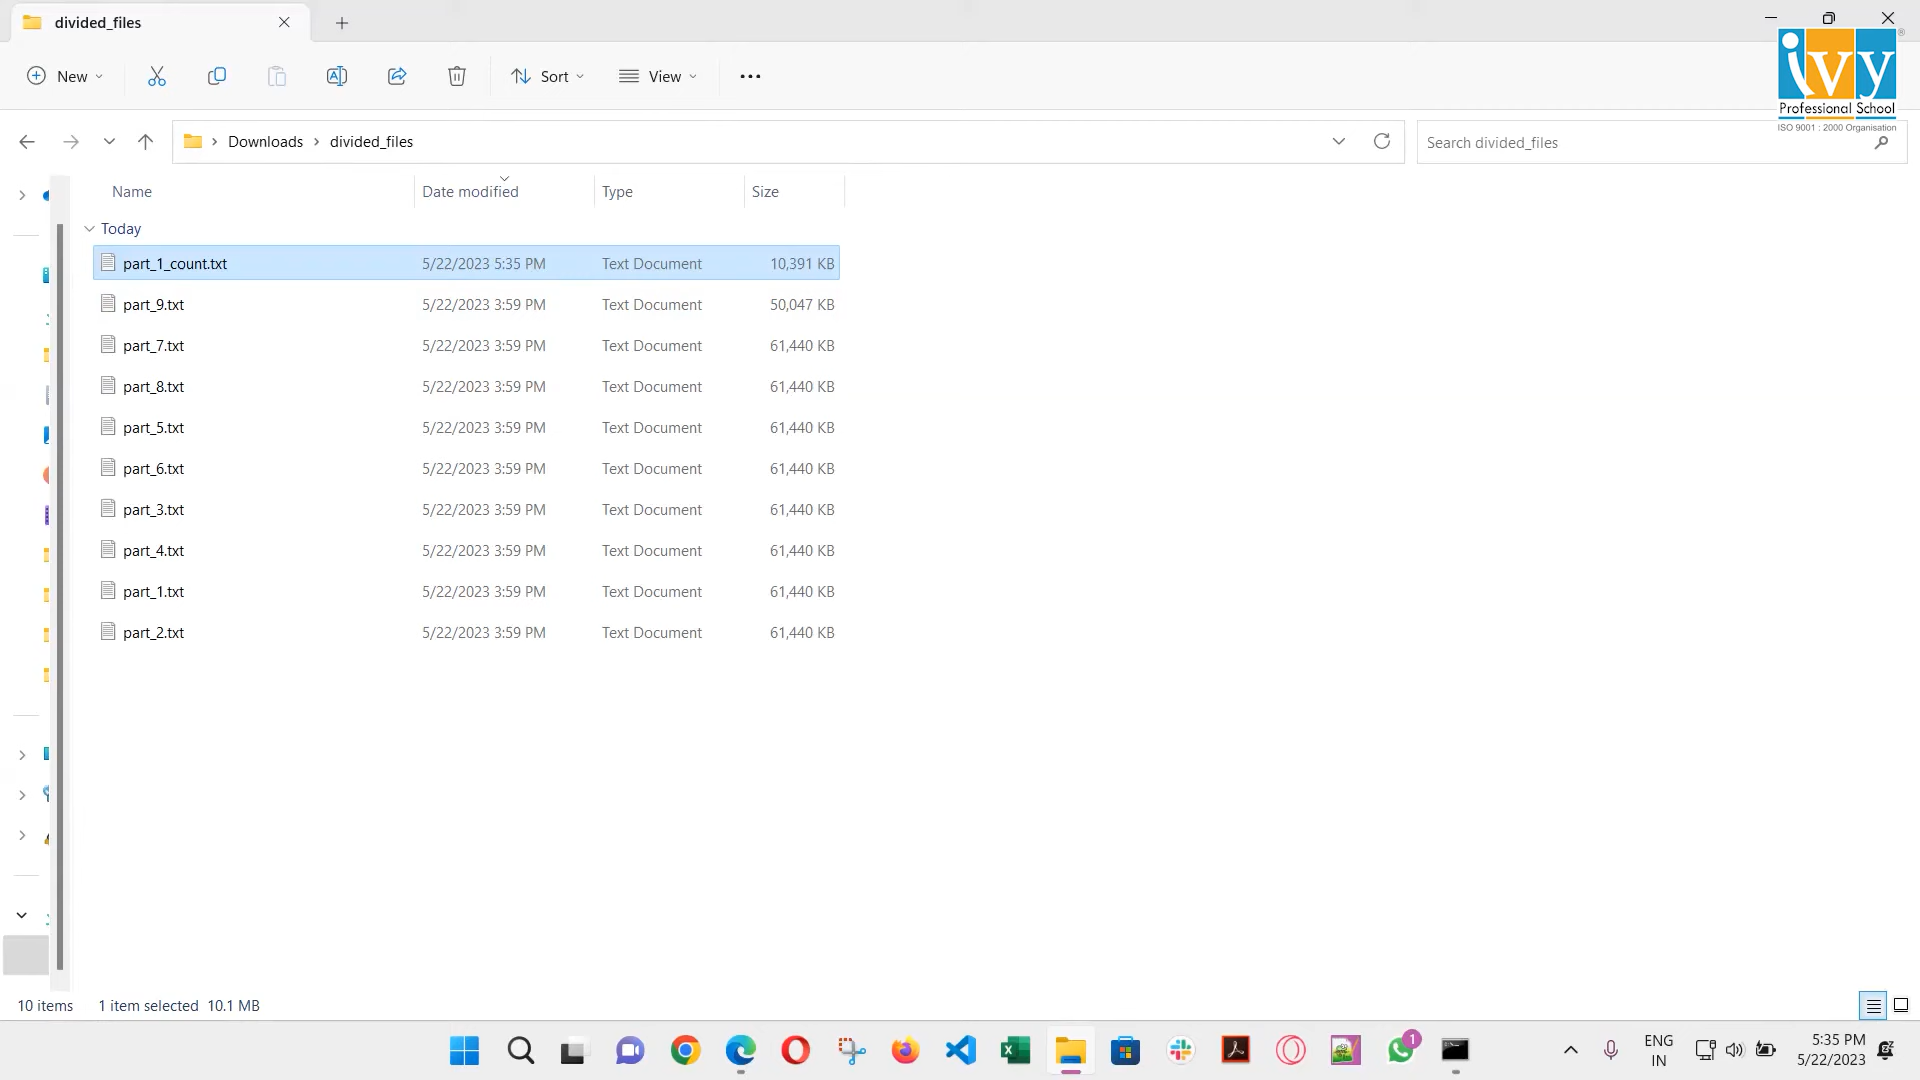 divided_files
ivy
Professional School
ISO 9001 : 2000 Organisation
New
Sort
View
Downloads
divided_files
Search divided_files
Name Date modified Type Size
Today
part_1_count.txt 5/22/2023 5:35 PM Text Document 10,391 KB
part_9.txt 5/22/2023 3:59 PM Text Document 50,047 KB
part_7.txt 5/22/2023 3:59 PM Text Document 61,440 KB
part_8.txt 5/22/2023 3:59 PM Text Document 61,440 KB
part_5.txt 5/22/2023 3:59 PM Text Document 61,440 KB
part_6.txt 5/22/2023 3:59 PM Text Document 61,440 KB
part_3.txt 5/22/2023 3:59 PM Text Document 61,440 KB
part_4.txt 5/22/2023 3:59 PM Text Document 61,440 KB
part_1.txt 5/22/2023 3:59 PM Text Document 61,440 KB
part_2.txt 5/22/2023 3:59 PM Text Document 61,440 KB
10 items 1 item selected 10.1 MB
1
ENG
IN
5:35 PM
5/22/2023